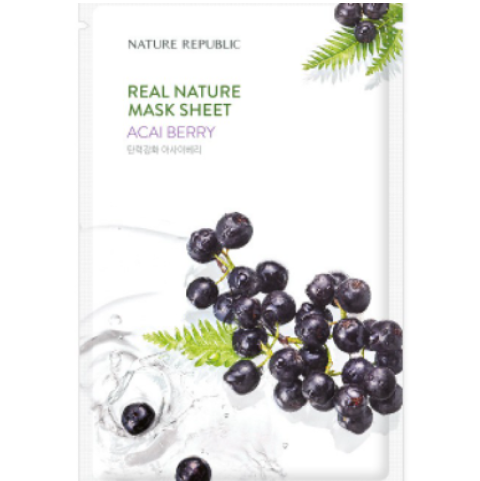 NATURE REPUBLIC
REAL NATURE
MASK SHEET
ACAI BERRY
탄력강화 아사이베리